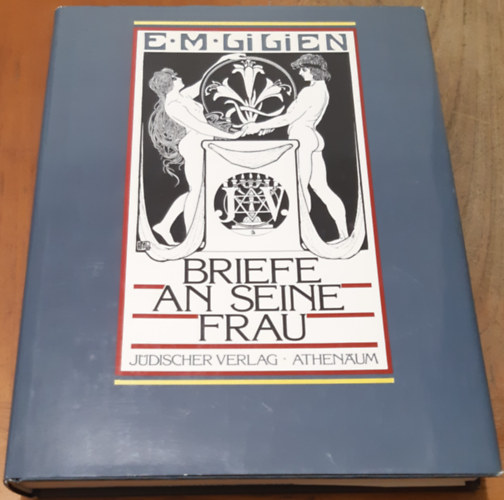 E·M·LiLiEN
J.V.
BRIEFE
AN SEINE
FRAU
JÜDISCHER VERLAG · ATHENÄUM